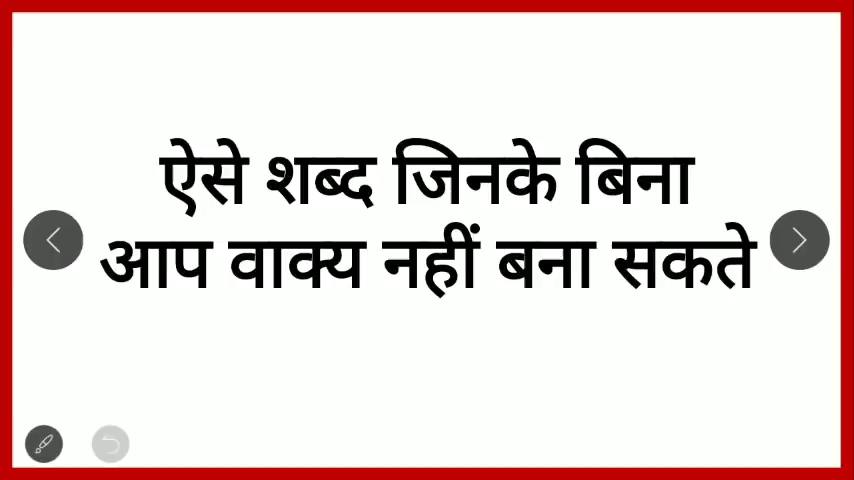 ऐसे शब्द जिनके बिना
आप वाक्य नहीं बना सकते